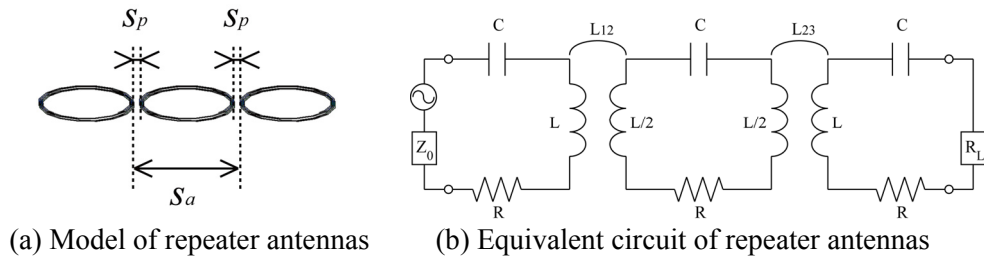 Sp Sp
Sa
(a) Model of repeater antennas
C L12 C L23 C
L L/2 L/2 L
Z0 RL
R R R
(b) Equivalent circuit of repeater antennas